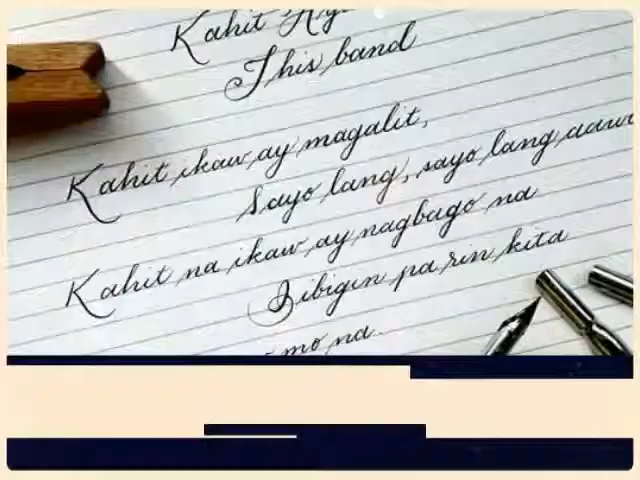 Kahit
This band
Kahit ikaw ay magalit,
Sayo lang, sayo lang
Kahit na ikaw ay nagbago na
Iibigin pa rin kita
mo na